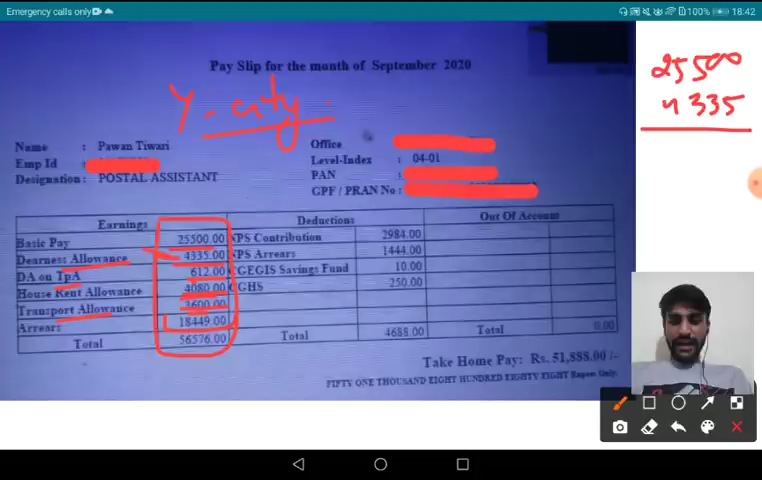 Emergency calls only 100% 18:42
Pay Slip for the month of September 2020
Y - city
25500
4335
Name : Pawan Tiwari
Emp Id
Designation : POSTAL ASSISTANT
Office
Level-Index : 04-01
PAN :
GPF / PRAN No :
Earnings Deductions Out Of Account
Basic Pay 25500.00 NPS Contribution 2984.00
Dearness Allowance 4335.00 NPS Arrears 1444.00
DA on TpA 612.00 CGEGIS Savings Fund 10.00
House Rent Allowance 4080.00 CGHS 250.00
Transport Allowance 3600.00
Arrears 18449.00
Total 56576.00 Total 4688.00 Total 0.00
Take Home Pay: Rs. 51,888.00 /-
FIFTY ONE THOUSAND EIGHT HUNDRED EIGHTY EIGHT Rupees Only.